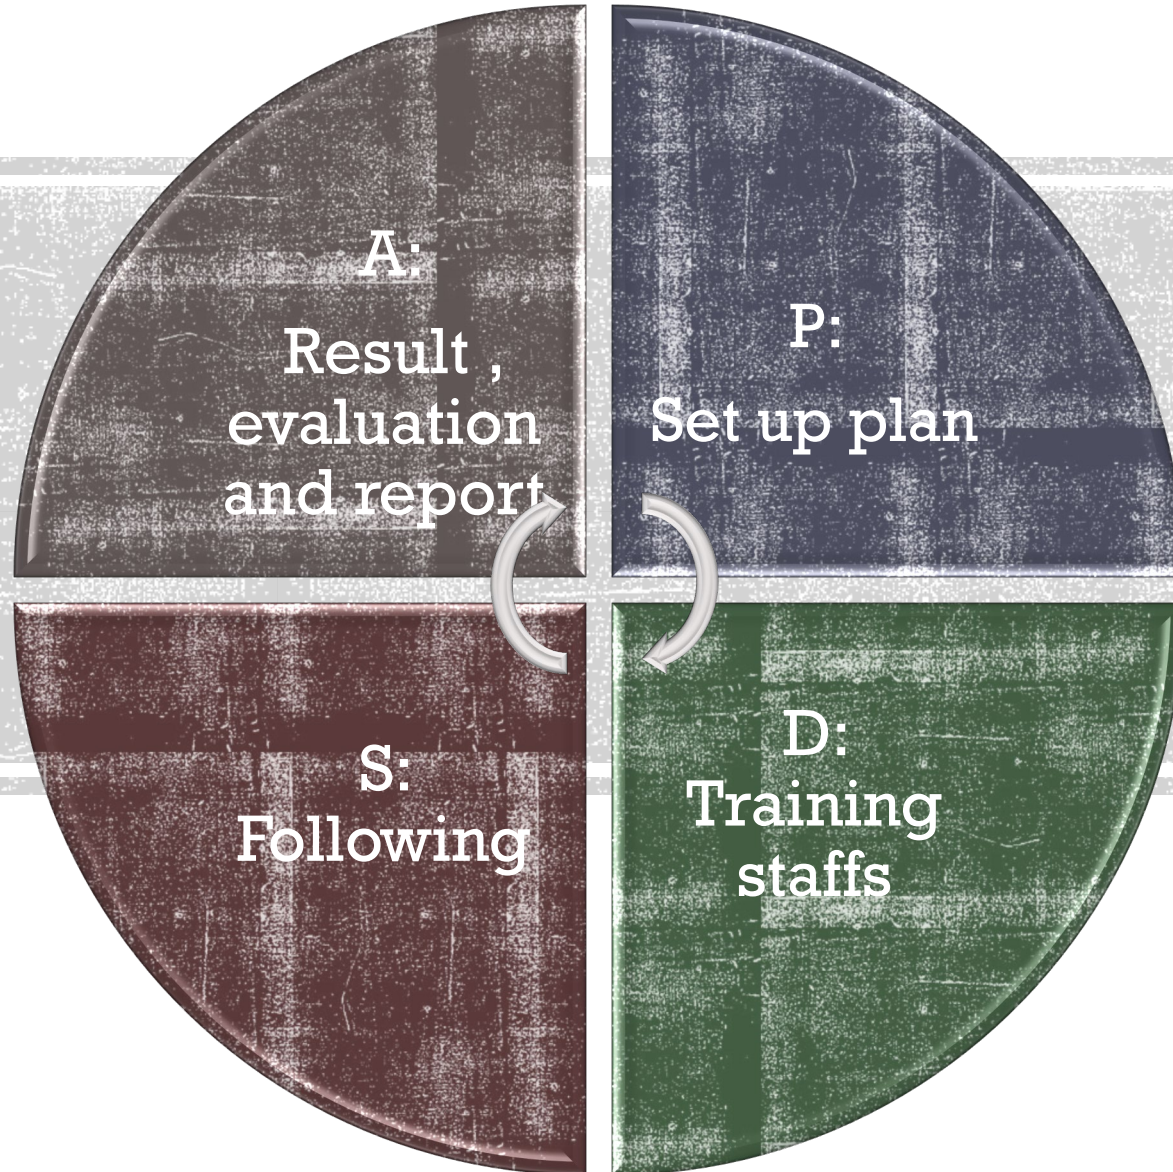 A:
Result ,
evaluation
and report
P:
Set up plan
S:
Following
D:
Training
staffs